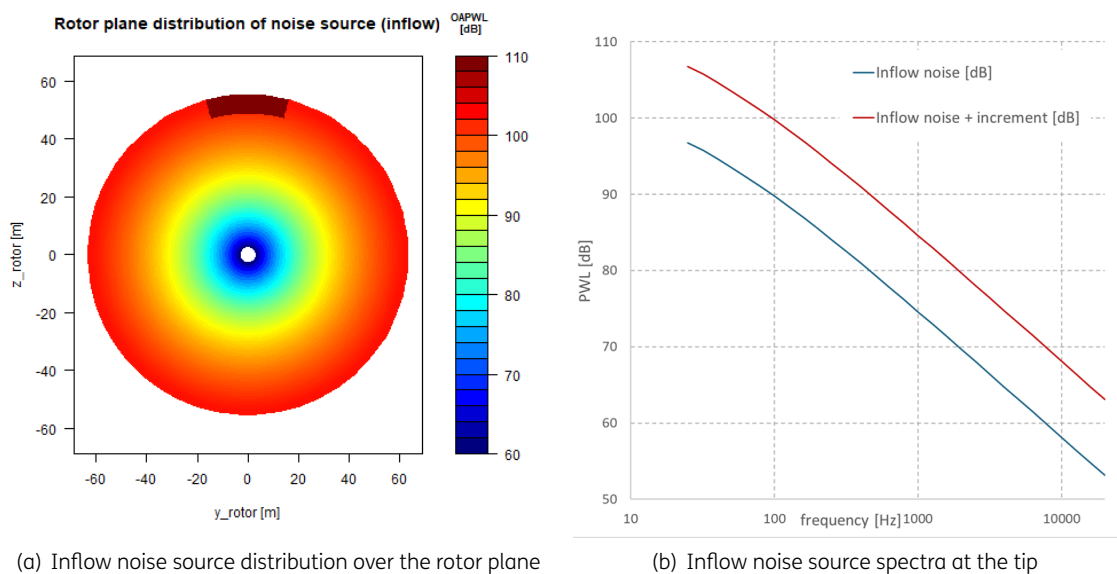 Rotor plane distribution of noise source (inflow)
OAPWL
[dB]
110
100
90
80
70
60
60
40
20
0
-20
-40
-60
z_rotor [m]
-60 -40 -20 0 20 40 60
y_rotor [m]
(a) Inflow noise source distribution over the rotor plane
110
100
90
80
70
60
50
PWL [dB]
Inflow noise [dB]
Inflow noise + increment [dB]
10 100 frequency [Hz] 1000 10000
(b) Inflow noise source spectra at the tip